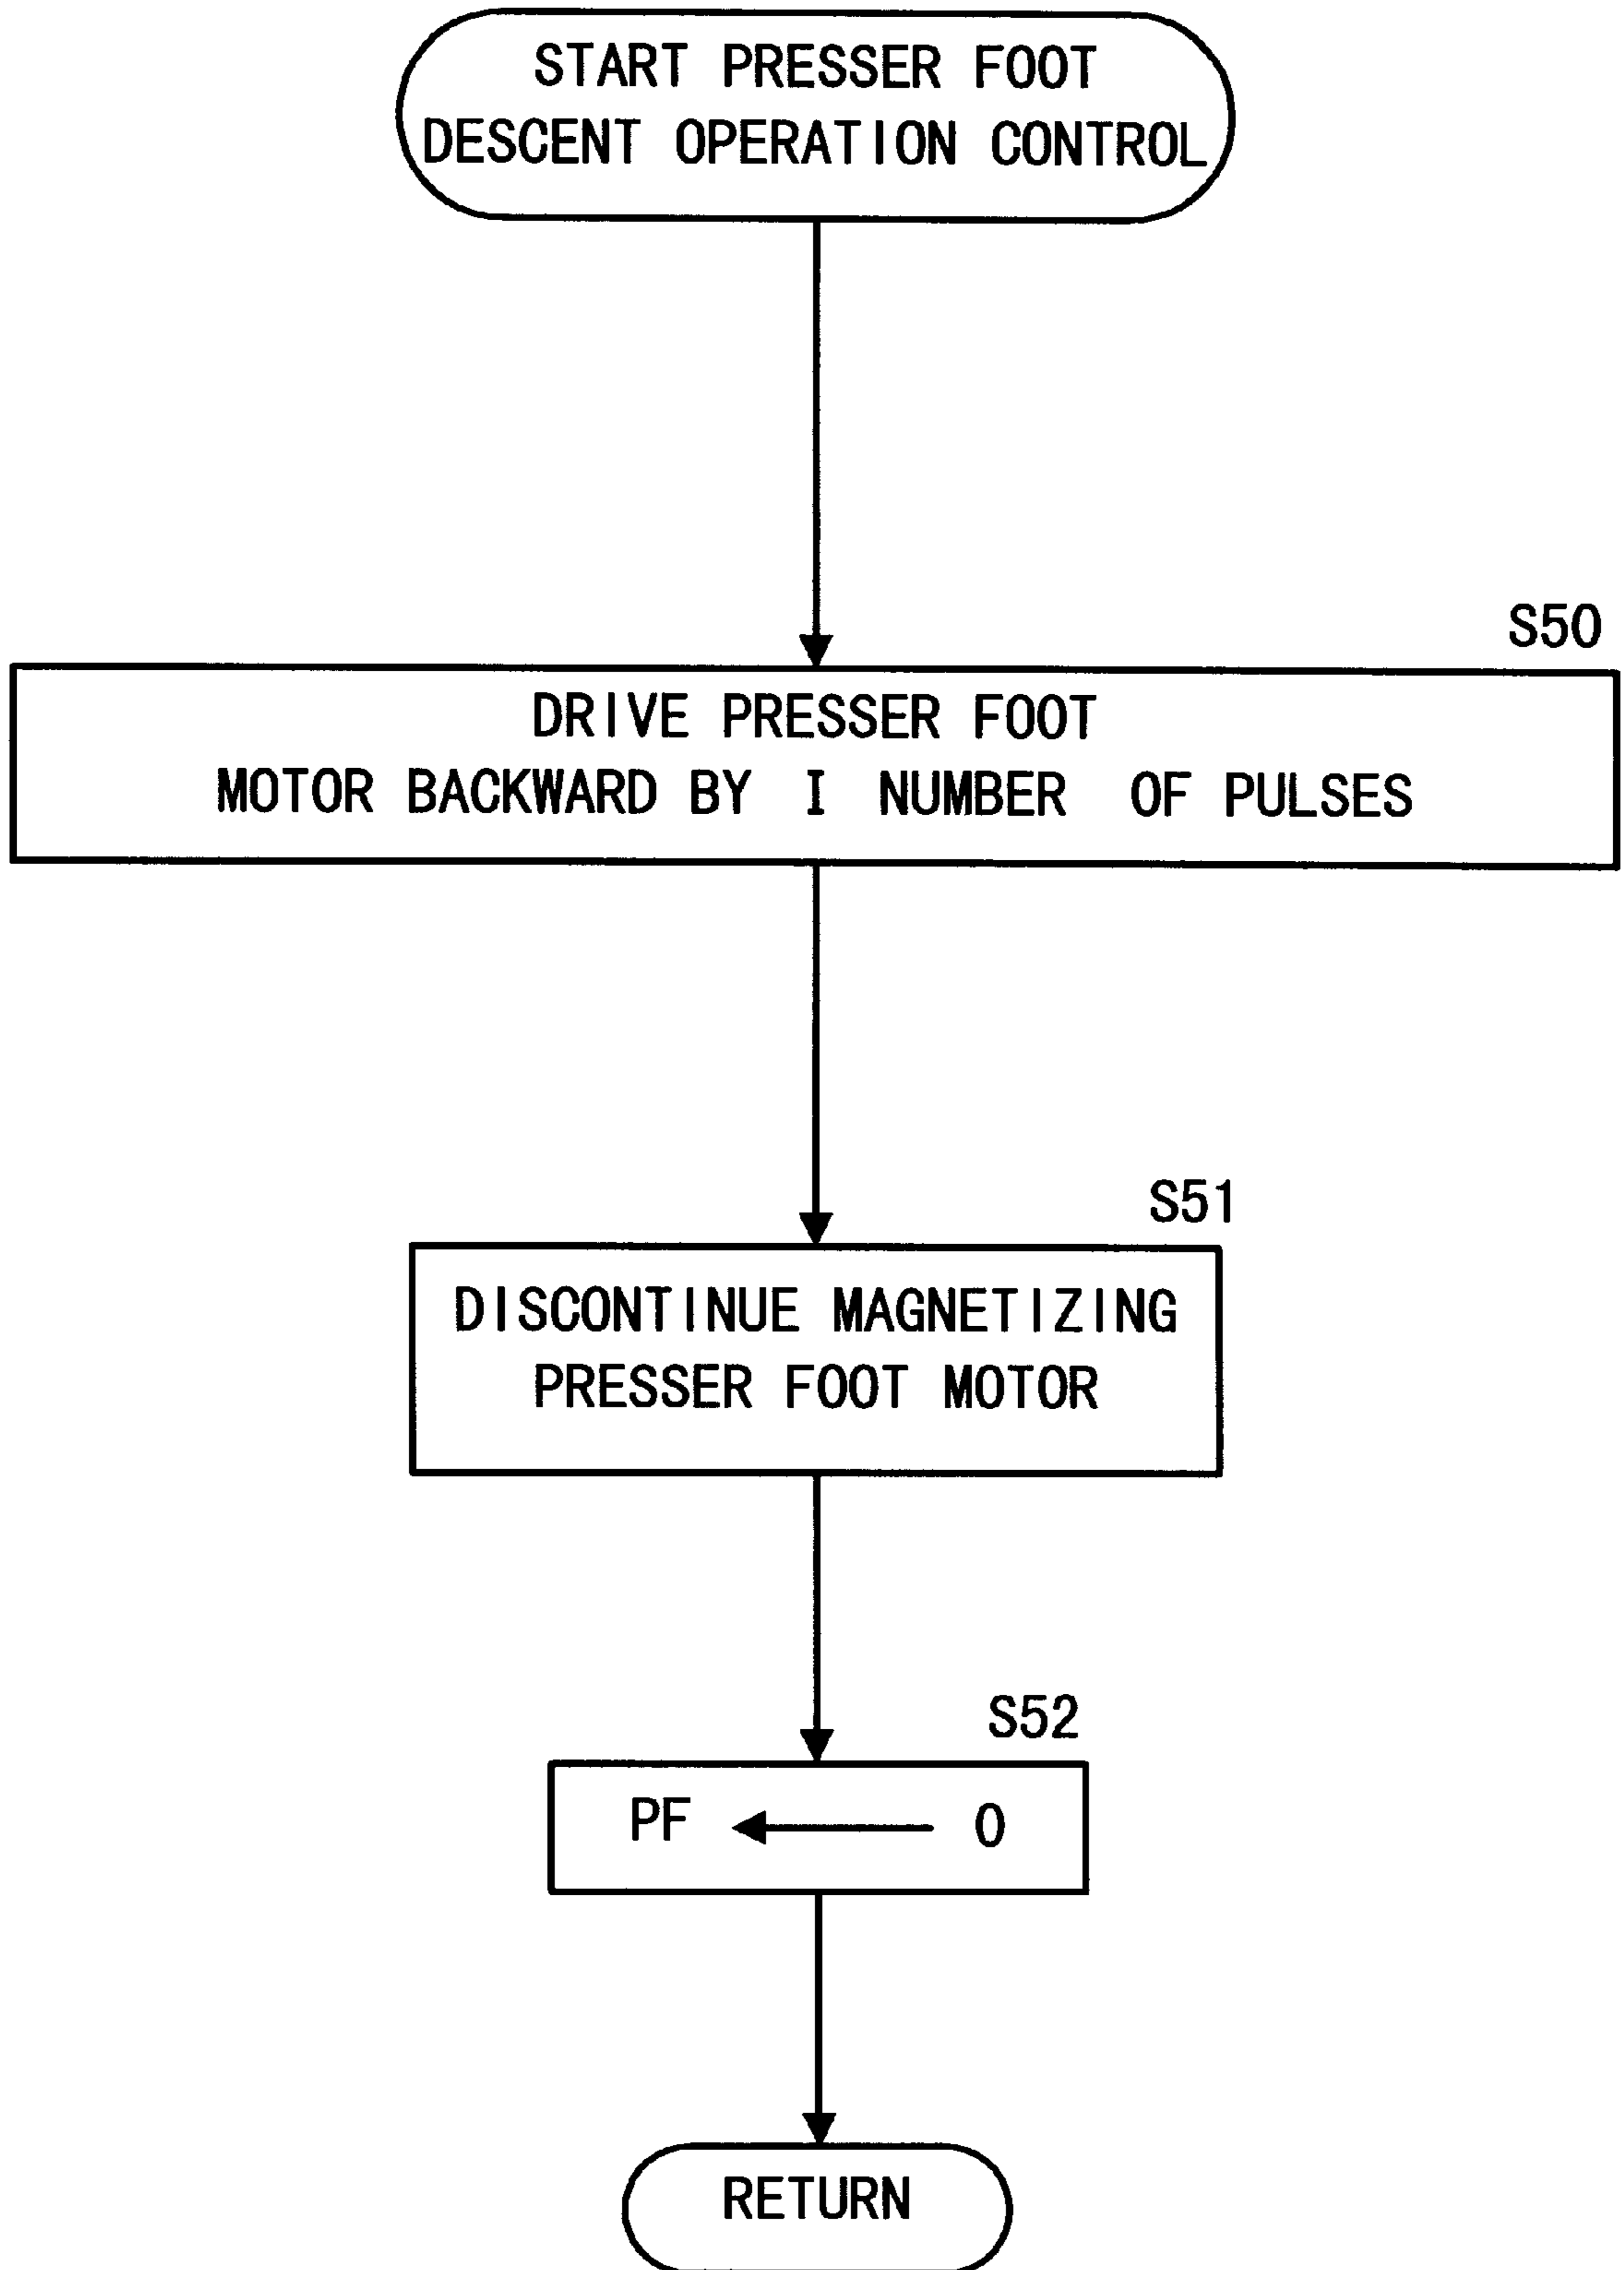 START PRESSER FOOT
DESCENT OPERATION CONTROL
S50
DRIVE PRESSER FOOT
MOTOR BACKWARD BY I NUMBER OF PULSES
S51
DISCONTINUE MAGNETIZING
PRESSER FOOT MOTOR
S52
PF ← 0
RETURN